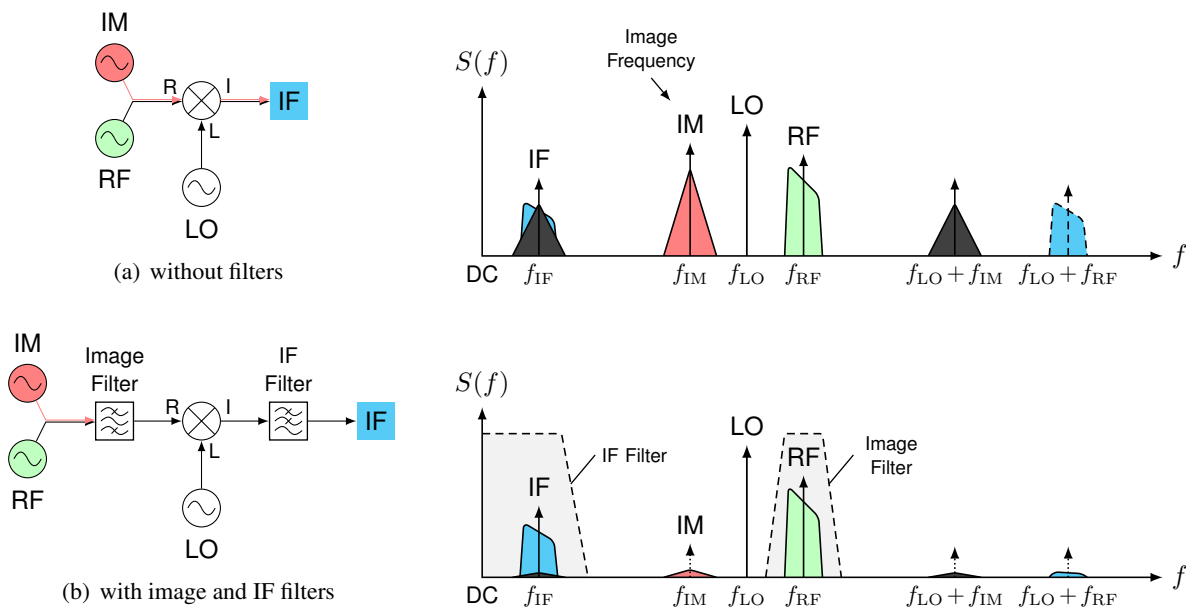 IM
R
I
IF
L
RF
LO
(a) without filters
Image
Frequency
S(f)
IF
IM
LO
RF
DC
f_IF
f_IM
f_LO
f_RF
f_LO + f_IM
f_LO + f_RF
f
IM
Image
Filter
IF
Filter
R
I
IF
L
RF
LO
(b) with image and IF filters
S(f)
IF Filter
IF
IM
LO
RF
Image
Filter
DC
f_IF
f_IM
f_LO
f_RF
f_LO + f_IM
f_LO + f_RF
f